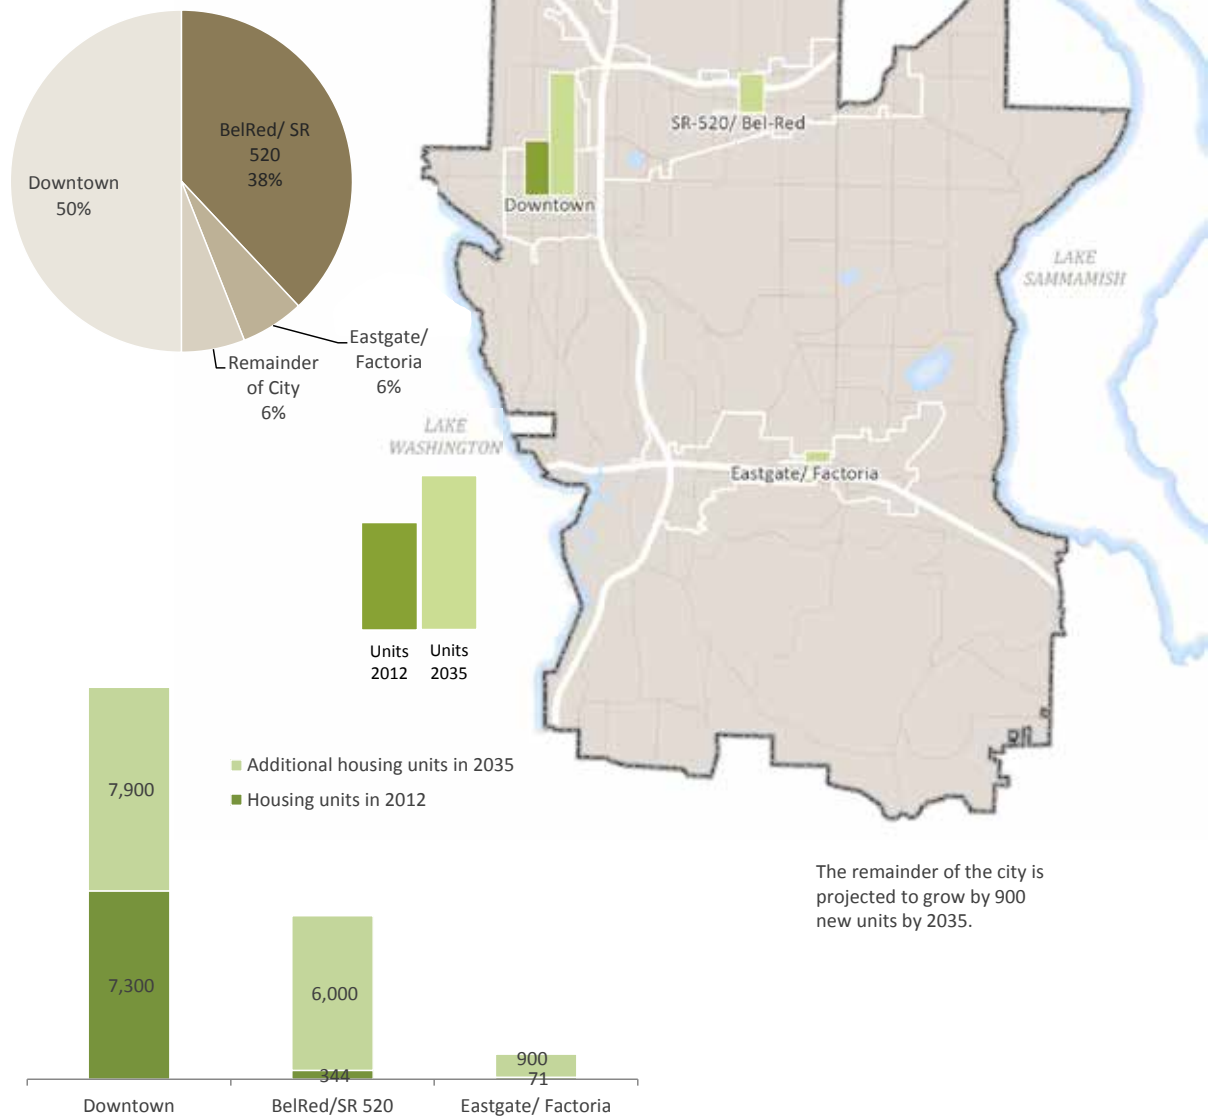 BelRed/ SR
520
38%
Downtown
50%
Eastgate/
Factoria
6%
Remainder
of City
6%
SR-520/ Bel-Red
Downtown
LAKE
SAMMAMISH
LAKE
WASHINGTON
Eastgate/ Factoria
Units
2012
Units
2035
Additional housing units in 2035
Housing units in 2012
7,900
7,300
6,000
344
900
71
Downtown
BelRed/SR 520
Eastgate/ Factoria
The remainder of the city is
projected to grow by 900
new units by 2035.